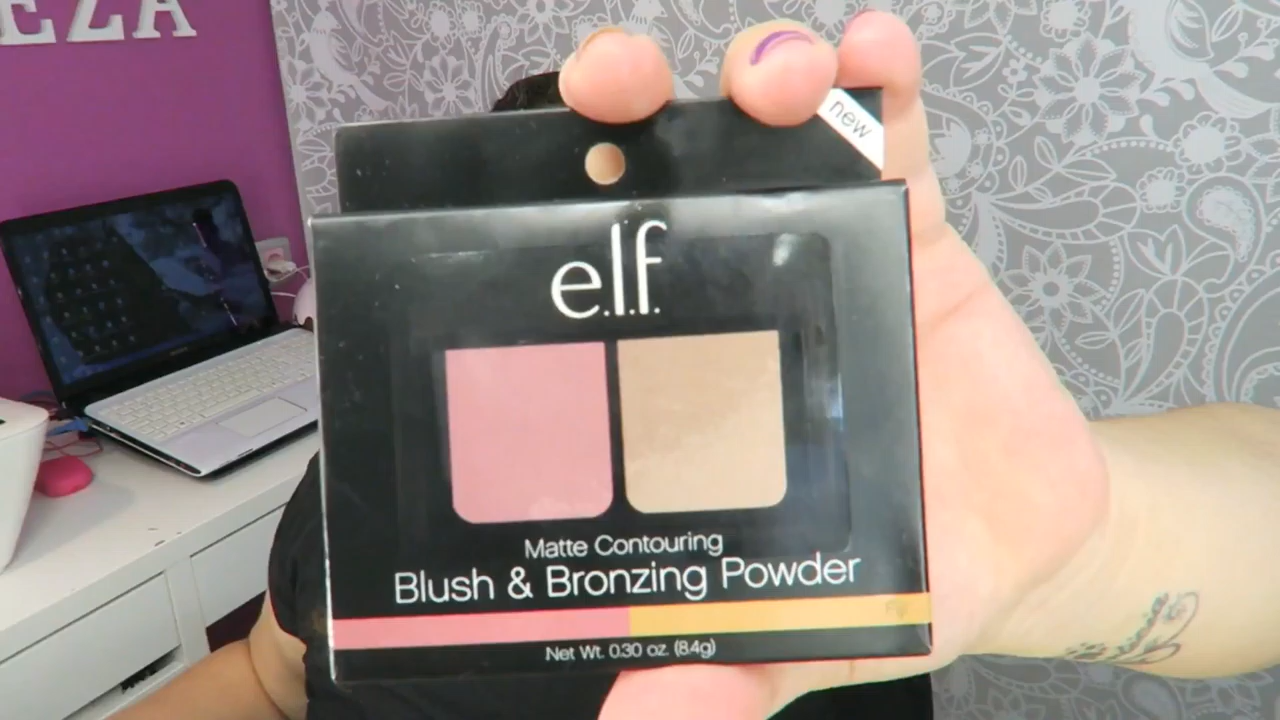 EZA
new
e.l.f.
Matte Contouring
Blush & Bronzing Powder
Net Wt. 0.30 oz. (8.4g)